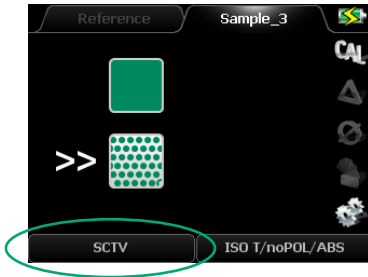 Reference
Sample_3
CAL
>>
SCTV
ISO T/noPOL/ABS